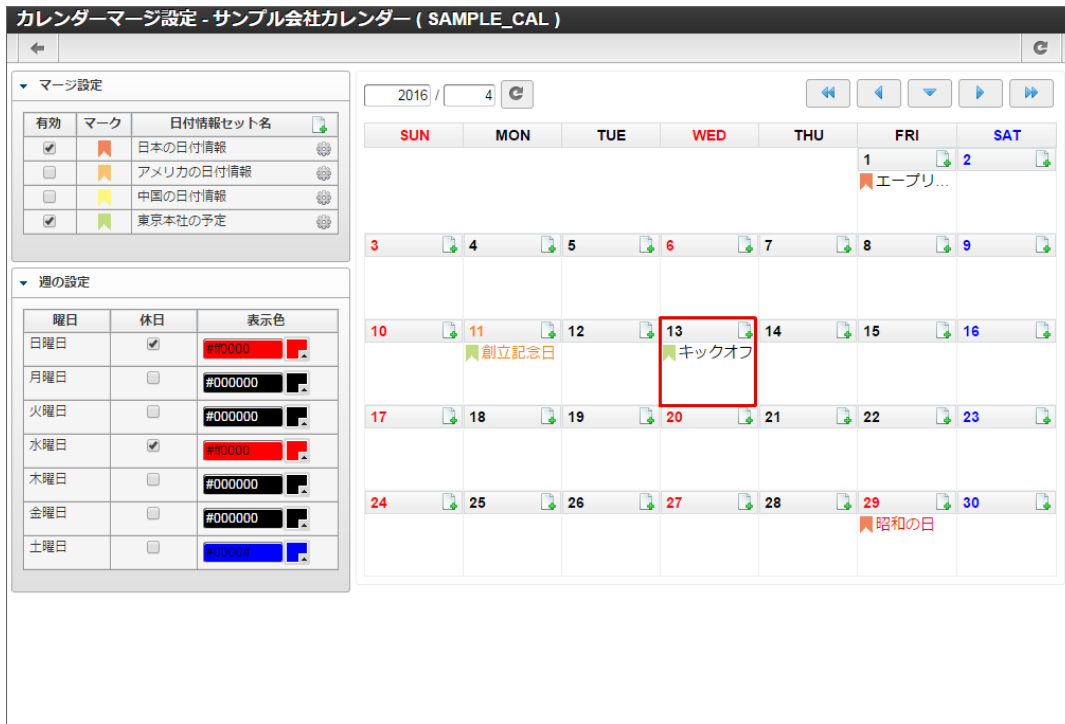 カレンダーマージ設定 - サンプル会社カレンダー ( SAMPLE_CAL )
マージ設定
有効 マーク 日付情報セット名
日本の日付情報
アメリカの日付情報
中国の日付情報
東京本社の予定
週の設定
曜日 休日 表示色
日曜日 #ff0000
月曜日 #000000
火曜日 #000000
水曜日 #ff0000
木曜日 #000000
金曜日 #000000
土曜日 #0000ff
2016 / 4
SUN MON TUE WED THU FRI SAT
1 2
エープリ...
3 4 5 6 7 8 9
10 11 12 13 14 15 16
創立記念日 キックオフ
17 18 19 20 21 22 23
24 25 26 27 28 29 30
昭和の日